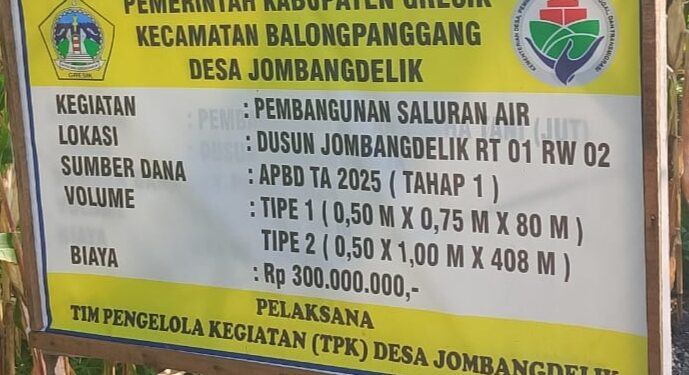 PEMERINTAH KABUPATEN GRESIK
KECAMATAN BALONGPANGGANG
DESA JOMBANGDELIK
GRESIK
KEGIATAN : PEMBANGUNAN SALURAN AIR
LOKASI : DUSUN JOMBANGDELIK RT 01 RW 02
SUMBER DANA : APBD TA 2025 ( TAHAP 1 )
VOLUME : TIPE 1 ( 0,50 M X 0,75 M X 80 M )
TIPE 2 ( 0,50 X 1,00 M X 408 M )
BIAYA : Rp 300.000.000,-
PELAKSANA
TIM PENGELOLA KEGIATAN (TPK) DESA JOMBANGDELIK